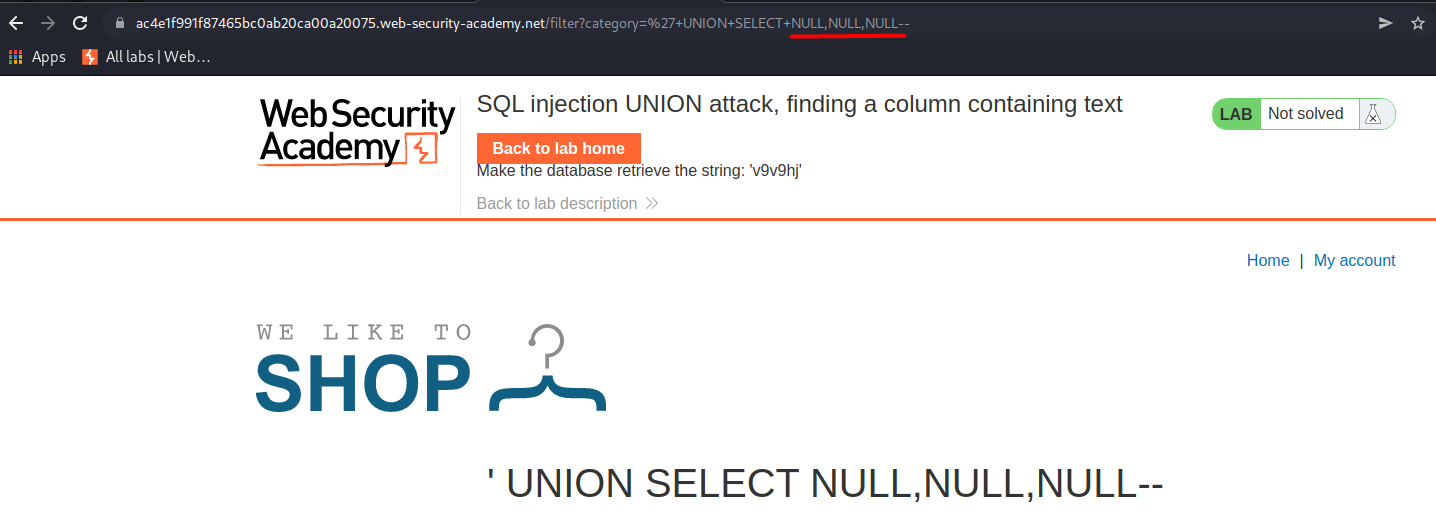 ac4e1f991f87465bc0ab20ca00a20075.web-security-academy.net/filter?category=%27+UNION+SELECT+NULL,NULL,NULL--
Apps All labs | Web…
WebSecurity
Academy
SQL injection UNION attack, finding a column containing text
LAB Not solved
Back to lab home
Make the database retrieve the string: 'v9v9hj'
Back to lab description
Home | My account
WE LIKE TO
SHOP
' UNION SELECT NULL,NULL,NULL--